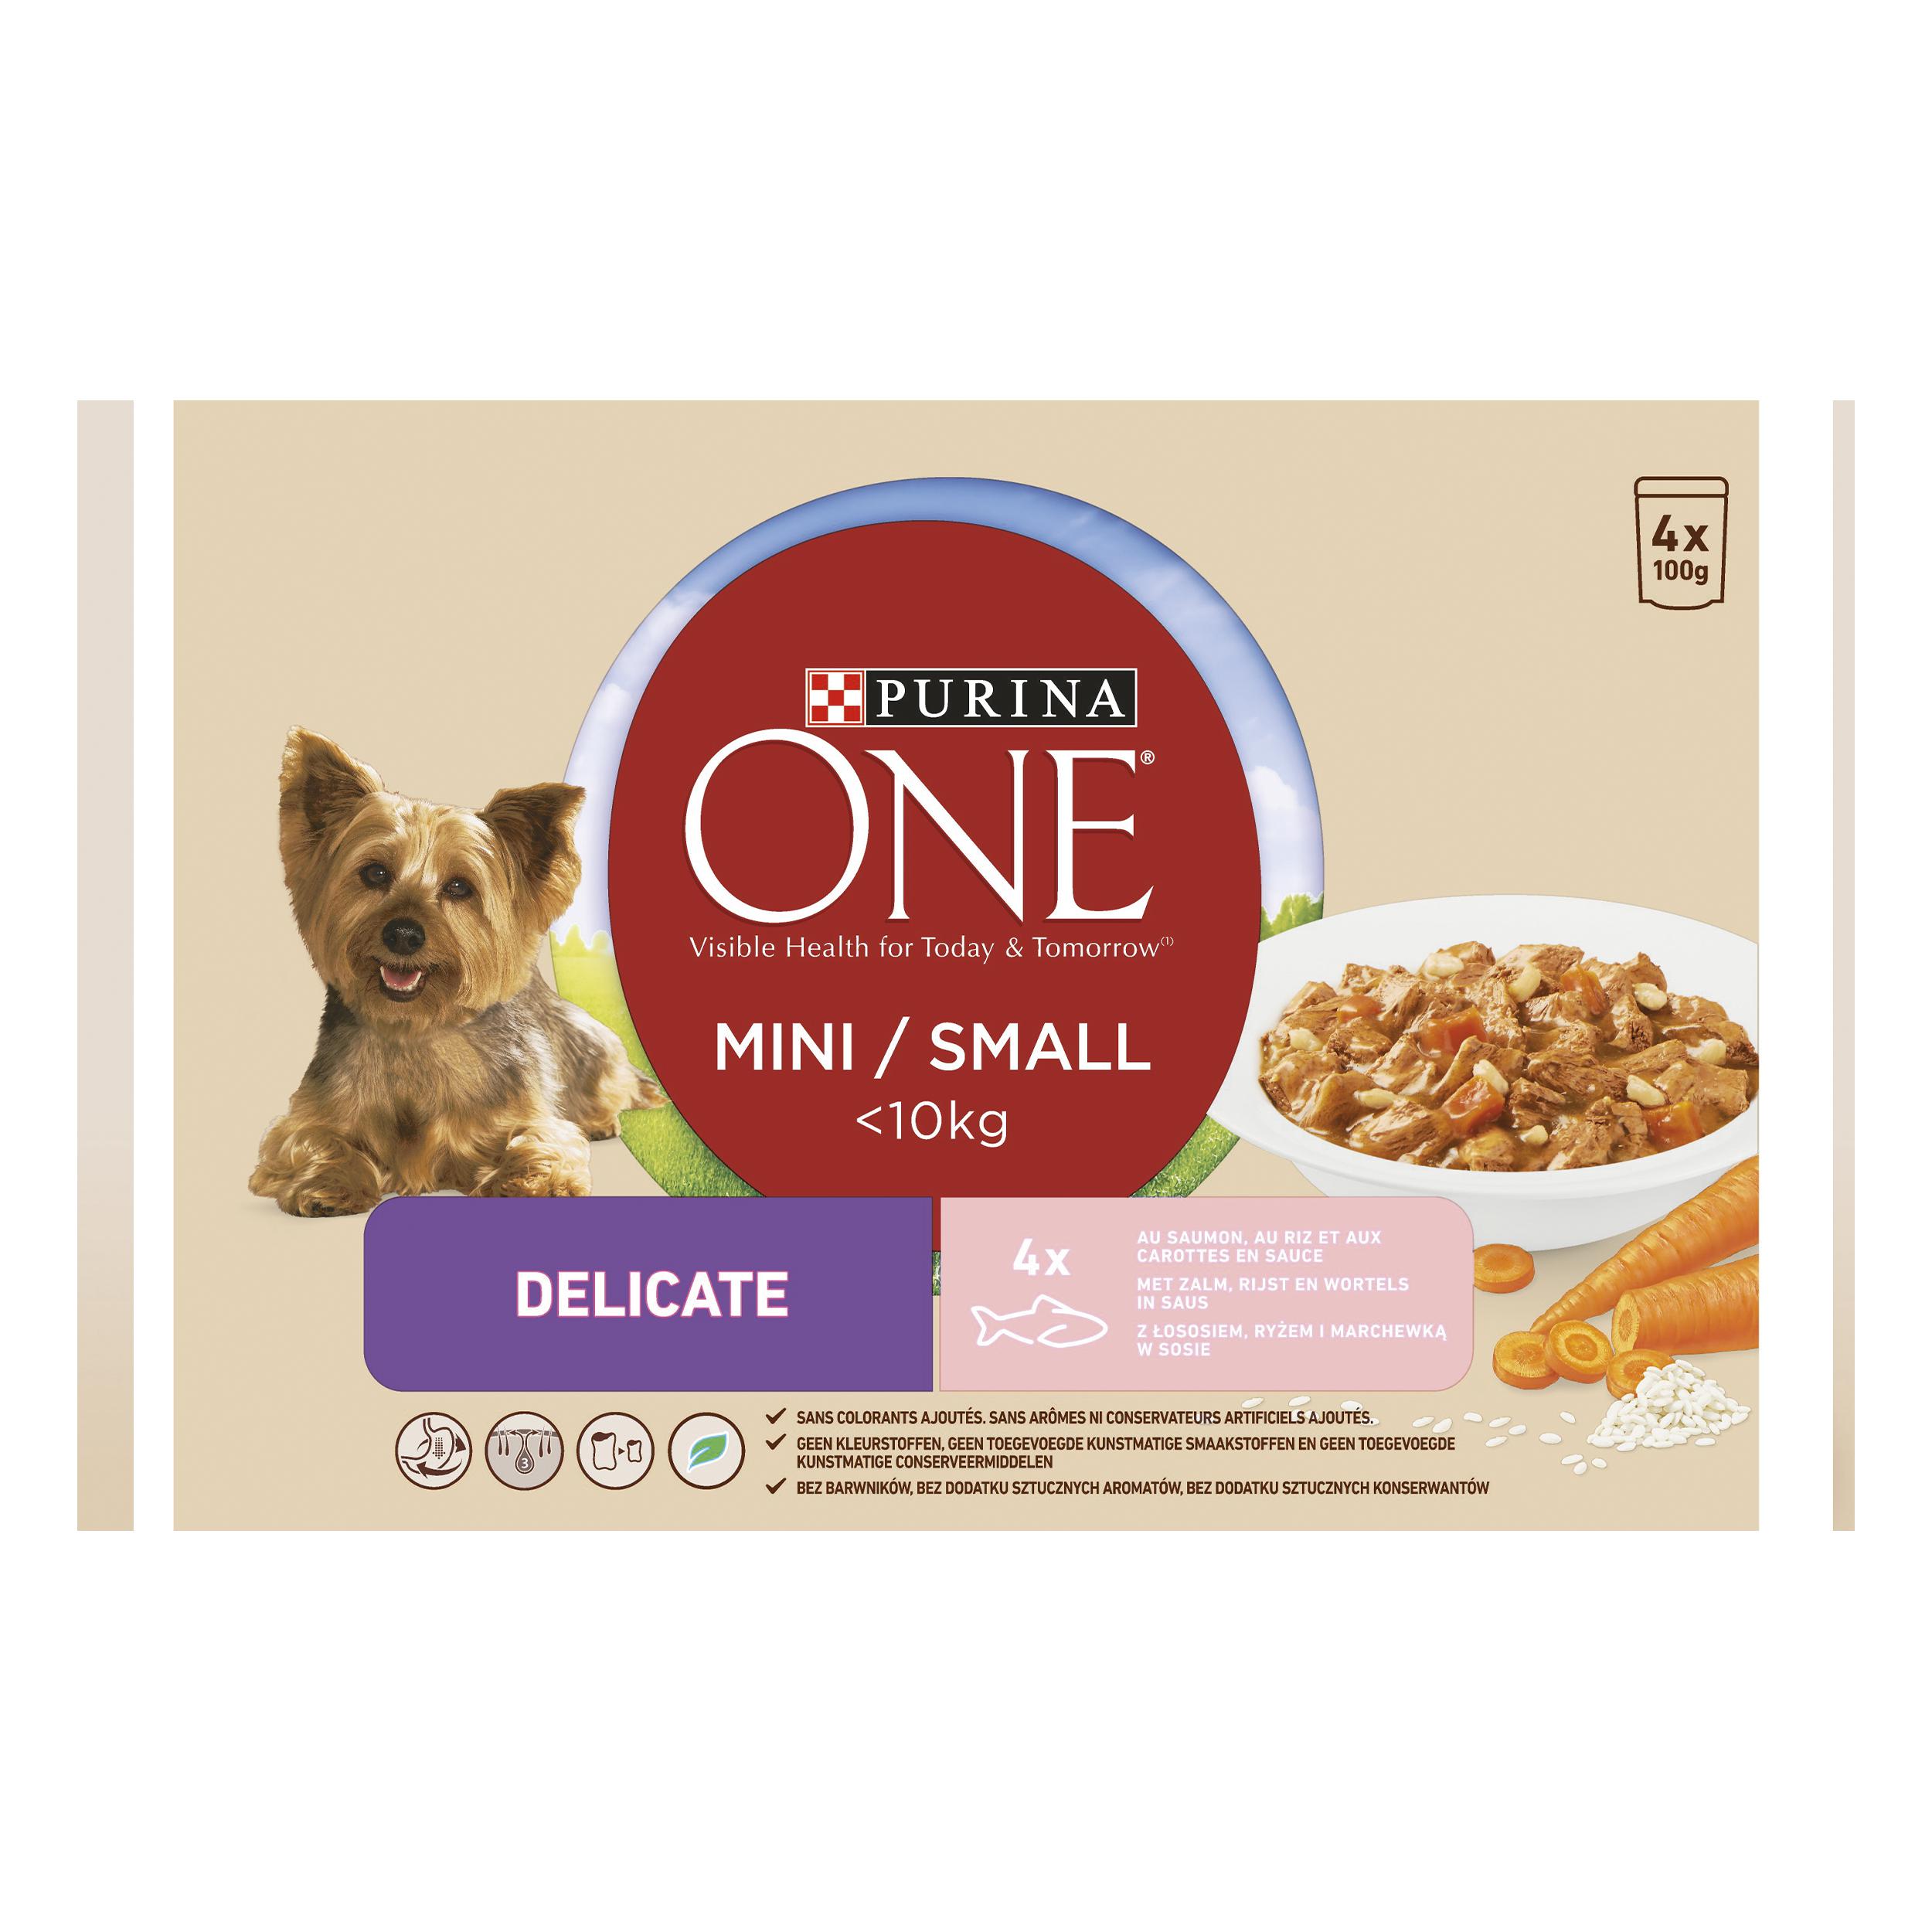 4x
100g
PURINA
ONE®
Visible Health for Today & Tomorrow(1)
MINI / SMALL
<10kg
DELICATE
4x
AU SAUMON, AU RIZ ET AUX
CAROTTES EN SAUCE
MET ZALM, RIJST EN WORTELS
IN SAUS
Z ŁOSOSIEM, RYŻEM I MARCHEWKĄ
W SOSIE
3
SANS COLORANTS AJOUTÉS. SANS ARÔMES NI CONSERVATEURS ARTIFICIELS AJOUTÉS.
GEEN KLEURSTOFFEN, GEEN TOEGEVOEGDE KUNSTMATIGE SMAAKSTOFFEN EN GEEN TOEGEVOEGDE
KUNSTMATIGE CONSERVEERMIDDELEN
BEZ BARWNIKÓW, BEZ DODATKU SZTUCZNYCH AROMATÓW, BEZ DODATKU SZTUCZNYCH KONSERWANTÓW